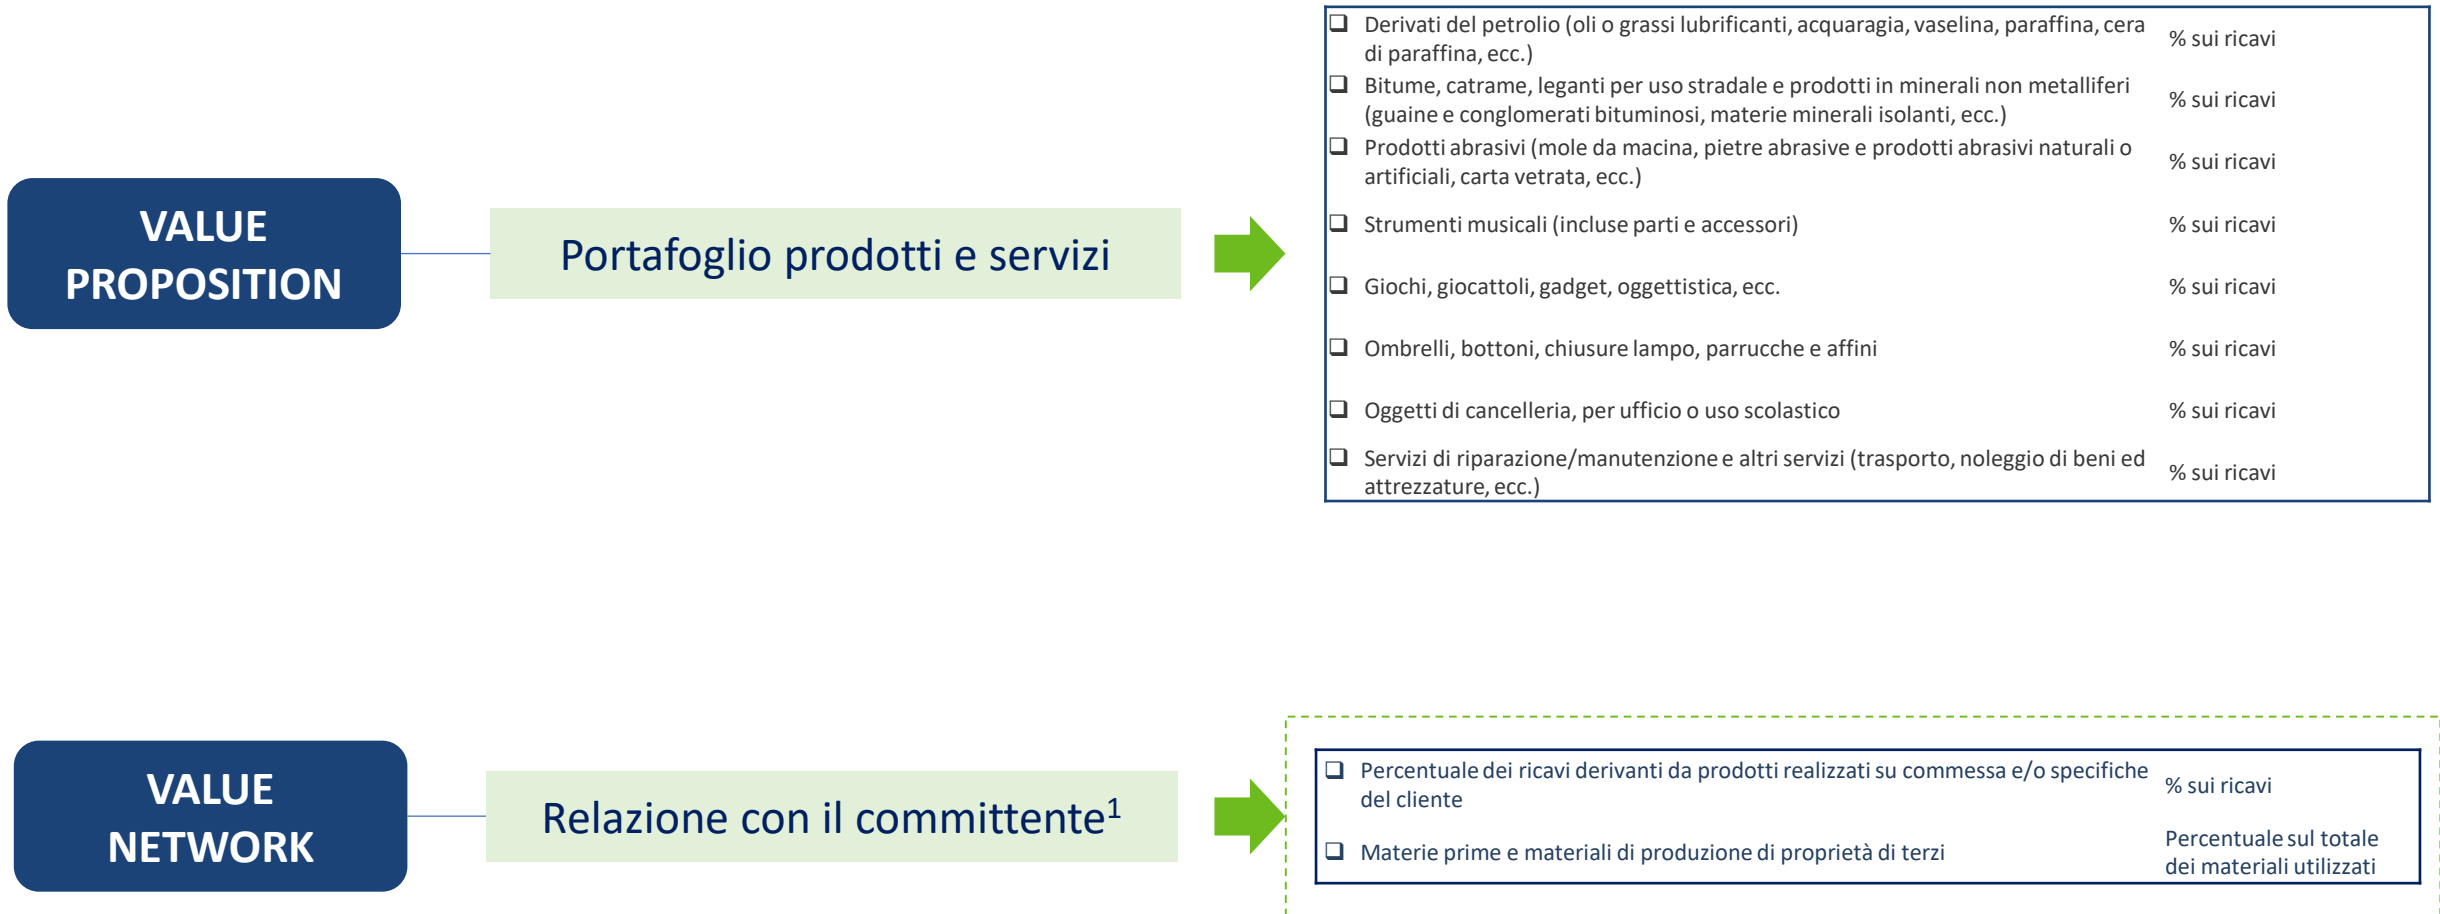 VALUE
PROPOSITION
Portafoglio prodotti e servizi
❑ Derivati del petrolio (oli o grassi lubrificanti, acquaragia, vaselina, paraffina, cera
di paraffina, ecc.)
% sui ricavi
❑ Bitume, catrame, leganti per uso stradale e prodotti in minerali non metalliferi
(guaine e conglomerati bituminosi, materie minerali isolanti, ecc.)
% sui ricavi
❑ Prodotti abrasivi (mole da macina, pietre abrasive e prodotti abrasivi naturali o
artificiali, carta vetrata, ecc.)
% sui ricavi
❑ Strumenti musicali (incluse parti e accessori)
% sui ricavi
❑ Giochi, giocattoli, gadget, oggettistica, ecc.
% sui ricavi
❑ Ombrelli, bottoni, chiusure lampo, parrucche e affini
% sui ricavi
❑ Oggetti di cancelleria, per ufficio o uso scolastico
% sui ricavi
❑ Servizi di riparazione/manutenzione e altri servizi (trasporto, noleggio di beni ed
attrezzature, ecc.)
% sui ricavi
VALUE
NETWORK
Relazione con il committente¹
❑ Percentuale dei ricavi derivanti da prodotti realizzati su commessa e/o specifiche
del cliente
% sui ricavi
❑ Materie prime e materiali di produzione di proprietà di terzi
Percentuale sul totale
dei materiali utilizzati